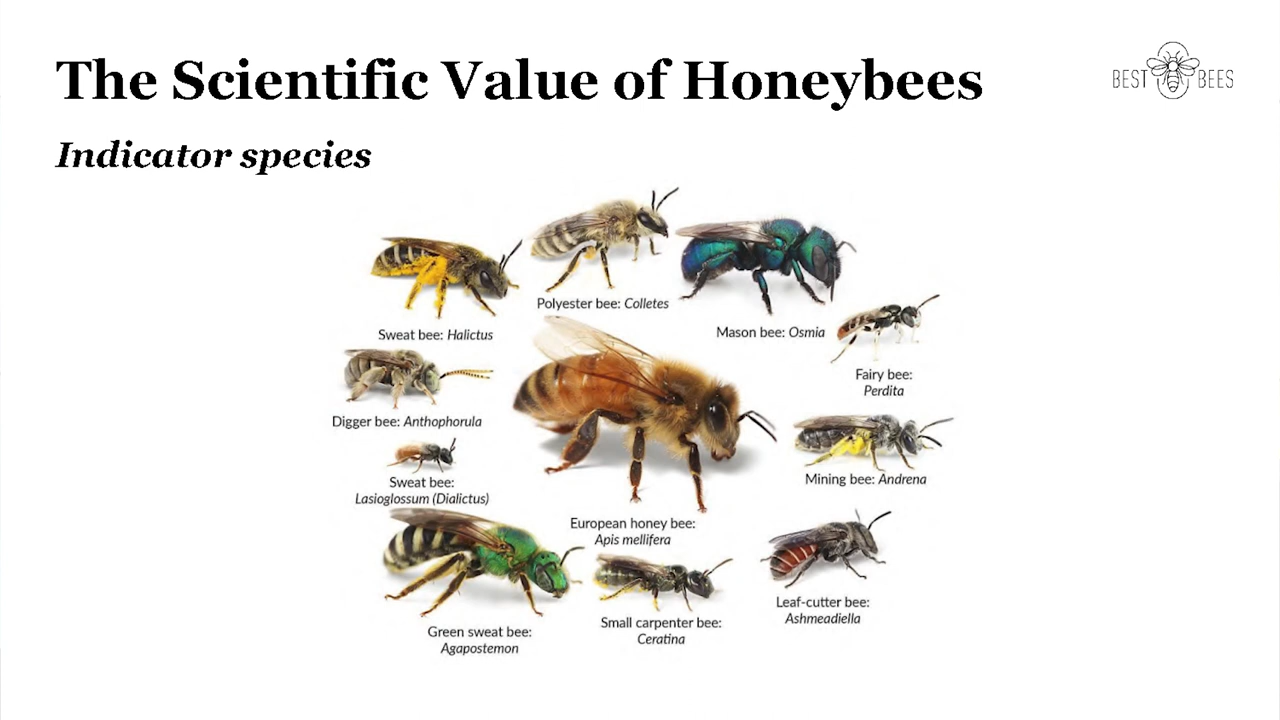 The Scientific Value of Honeybees
BEST BEES
Indicator species
Polyester bee: Colletes
Sweat bee: Halictus
Mason bee: Osmia
Fairy bee:
Perdita
Digger bee: Anthophorula
Mining bee: Andrena
Sweat bee:
Lasioglossum (Dialictus)
European honey bee:
Apis mellifera
Leaf-cutter bee:
Ashmeadiella
Small carpenter bee:
Ceratina
Green sweat bee:
Agapostemon